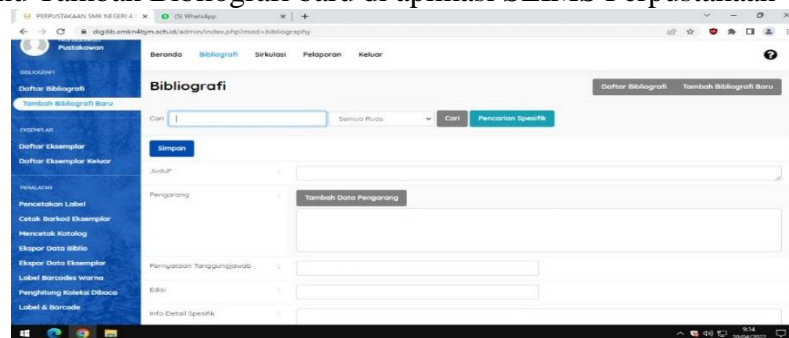 Tambah Bibliografi baru di aplikasi SLIMS Perpustakaan
PERPUSTAKAAN SMK NEGERI 4
WhatsApp
digilib.smkn4bjm.sch.id/admin/index.php?mod=bibliography
Pustakawan
Beranda Bibliografi Sirkulasi Pelaporan Keluar
BIBLIOGRAFI
Daftar Bibliografi
Tambah Bibliografi Baru
EKSEMPLAR
Daftar Eksemplar
Daftar Eksemplar Keluar
PERALATAN
Pencetakan Label
Cetak Barkod Eksemplar
Mencetak Katalog
Ekspor Data Biblio
Ekspor Data Eksemplar
Label Barcodes Warna
Penghitung Koleksi Dibaca
Label & Barcode
Bibliografi
Daftar Bibliografi Tambah Bibliografi Baru
Cari Semua Ruas Cari Pencarian Spesifik
Simpan
Judul* :
Pengarang : Tambah Data Pengarang
Pernyataan Tanggungjawab :
Edisi :
Info Detail Spesifik :
9:14
20/04/2022